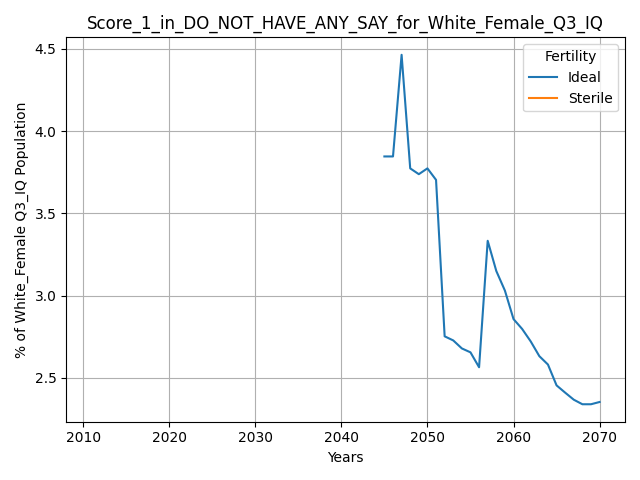 Score_1_in_DO_NOT_HAVE_ANY_SAY_for_White_Female_Q3_IQ
Fertility
Ideal
Sterile
% of White_Female Q3_IQ Population
4.5
4.0
3.5
3.0
2.5
2010 2020 2030 2040 2050 2060 2070
Years